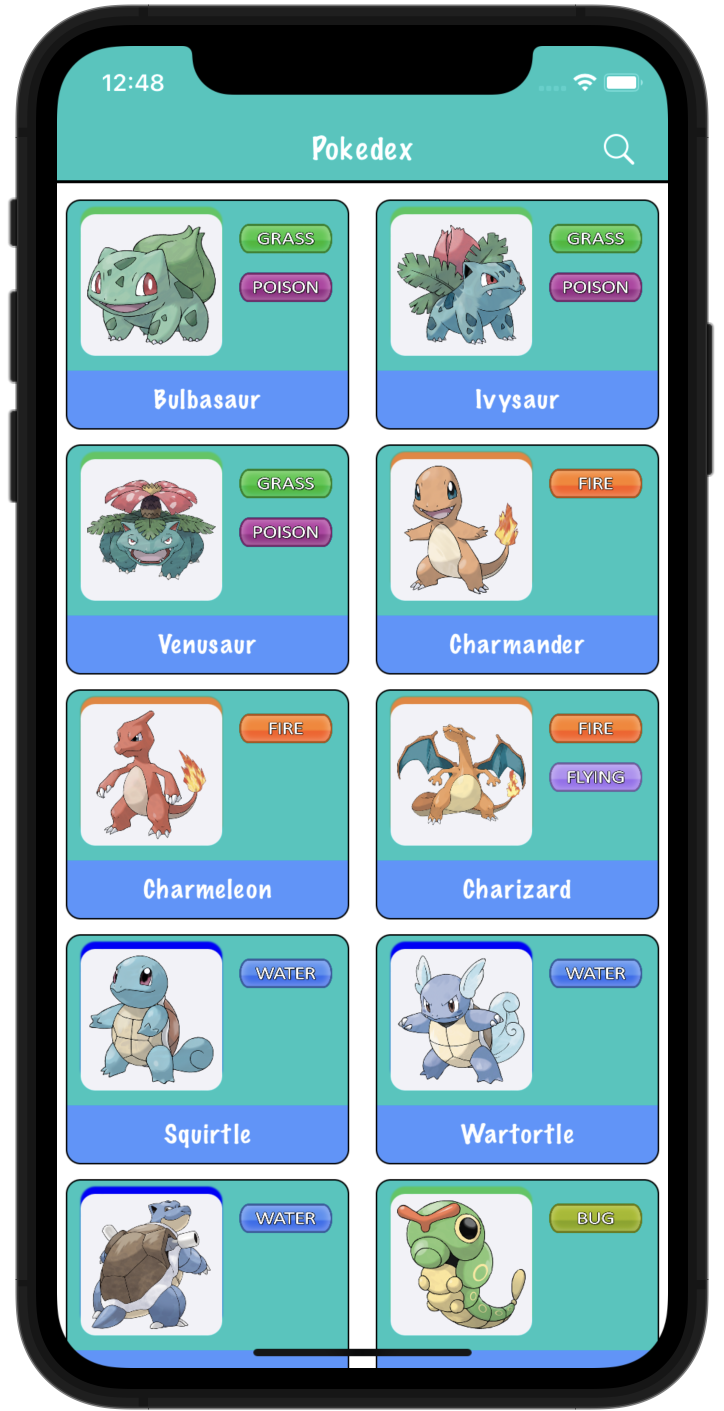 12:48
Pokedex
GRASS
POISON
Bulbasaur
GRASS
POISON
Ivysaur
GRASS
POISON
Venusaur
FIRE
Charmander
FIRE
Charmeleon
FIRE
FLYING
Charizard
WATER
Squirtle
WATER
Wartortle
WATER
BUG